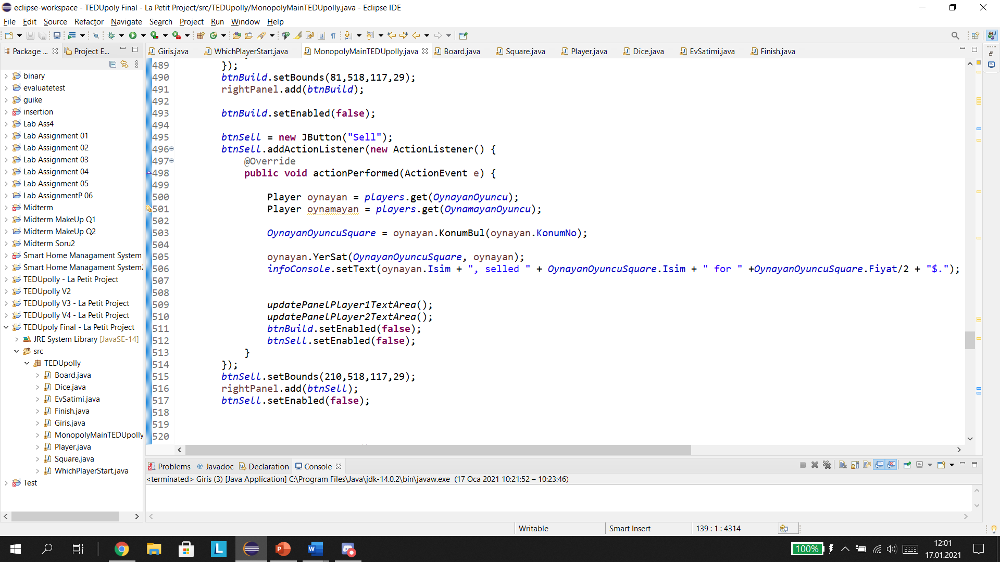 eclipse-workspace - TEDUpoly Final - La Petit Project/src/TEDUpolly/MonopolyMainTEDUpolly.java - Eclipse IDE
File Edit Source Refactor Navigate Search Project Run Window Help
Package ... Project E...
Giris.java WhichPlayerStart.java MonopolyMainTEDUpolly.java Board.java Square.java Player.java Dice.java EvSatimi.java Finish.java
binary
evaluatetest
guike
insertion
Lab Ass4
Lab Assignment 01
Lab Assignment 02
Lab Assignment 03
Lab Assignment 04
Lab Assignment 05
Lab AssignmentP 06
Midterm
Midterm MakeUp Q1
Midterm MakeUp Q2
Midterm Soru2
Smart Home Managament System
Smart Home Managament System
TEDUpolly - La Petit Project
TEDUpolly V2
TEDUpolly V3 - La Petit Project
TEDUpolly V4 - La Petit Project
TEDUpoly Final - La Petit Project
JRE System Library [JavaSE-14]
src
TEDUpolly
Board.java
Dice.java
EvSatimi.java
Finish.java
Giris.java
MonopolyMainTEDUpolly
Player.java
Square.java
WhichPlayerStart.java
Test
489 });
490 btnBuild.setBounds(81,518,117,29);
491 rightPanel.add(btnBuild);
492
493 btnBuild.setEnabled(false);
494
495 btnSell = new JButton("Sell");
496 btnSell.addActionListener(new ActionListener() {
497 @Override
498 public void actionPerformed(ActionEvent e) {
499
500 Player oynayan = players.get(OynayanOyuncu);
501 Player oynamayan = players.get(OynamayanOyuncu);
502
503 OynayanOyuncuSquare = oynayan.KonumBul(oynayan.KonumNo);
504
505 oynayan.YerSat(OynayanOyuncuSquare, oynayan);
506 infoConsole.setText(oynayan.Isim + ", selled " + OynayanOyuncuSquare.Isim + " for " +OynayanOyuncuSquare.Fiyat/2 + "$.");
507
508
509 updatePanelPlayer1TextArea();
510 updatePanelPlayer2TextArea();
511 btnBuild.setEnabled(false);
512 btnSell.setEnabled(false);
513 }
514 });
515 btnSell.setBounds(210,518,117,29);
516 rightPanel.add(btnSell);
517 btnSell.setEnabled(false);
518
519
520
Problems Javadoc Declaration Console
<terminated> Giris (3) [Java Application] C:\Program Files\Java\jdk-14.0.2\bin\javaw.exe (17 Oca 2021 10:21:52 – 10:23:46)
Writable Smart Insert 139 : 1 : 4314
100% 12:01
17.01.2021